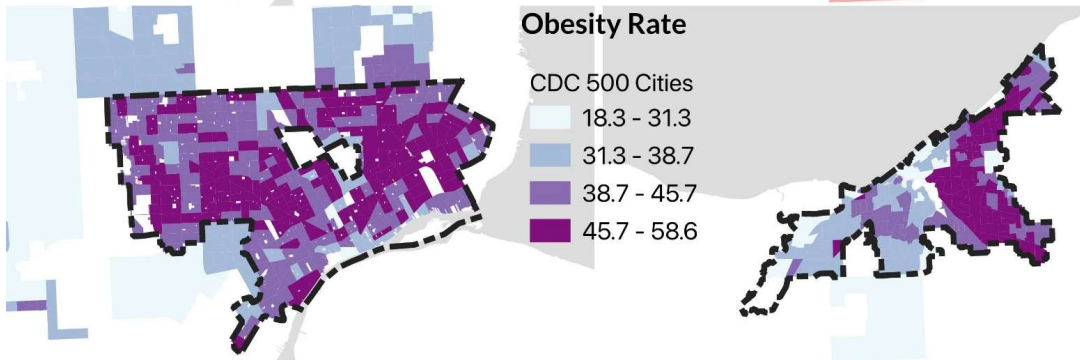 Obesity Rate
CDC 500 Cities
18.3 - 31.3
31.3 - 38.7
38.7 - 45.7
45.7 - 58.6